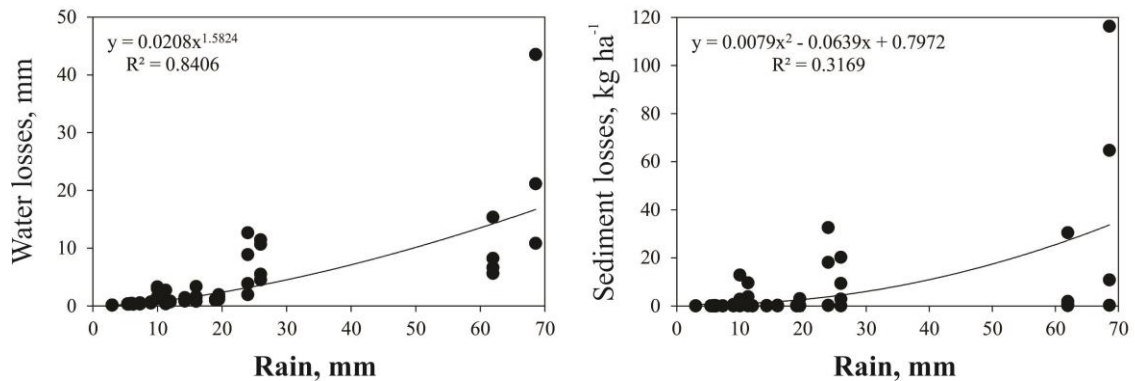 50
y = 0.0208x^1.5824
R² = 0.8406
40
30
20
10
0
0 10 20 30 40 50 60 70
Water losses, mm
Rain, mm
120
y = 0.0079x² - 0.0639x + 0.7972
R² = 0.3169
100
80
60
40
20
0
0 10 20 30 40 50 60 70
Sediment losses, kg ha⁻¹
Rain, mm